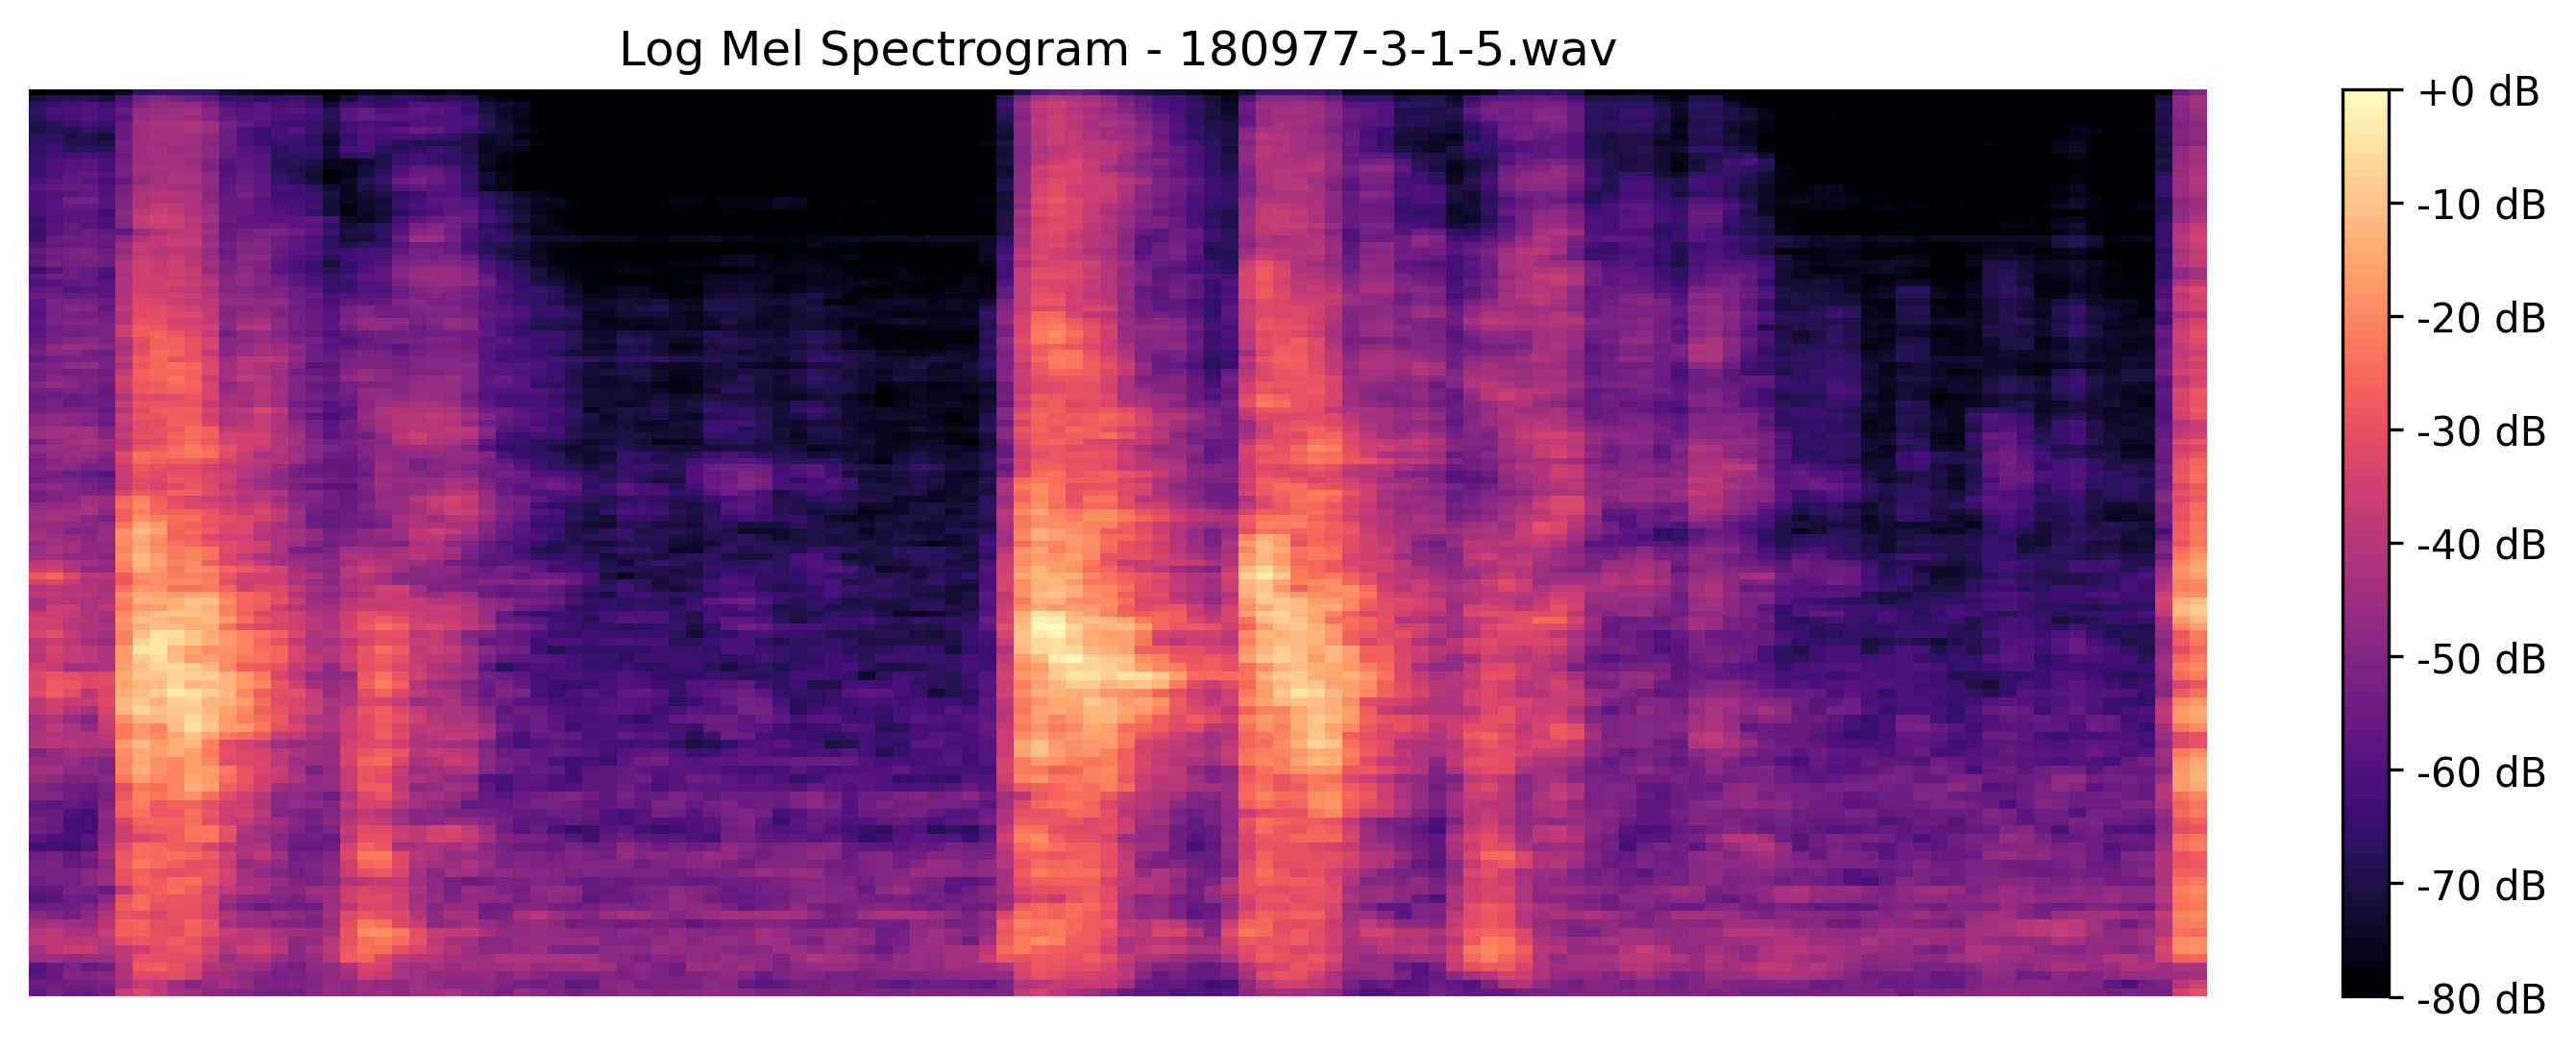 Log Mel Spectrogram - 180977-3-1-5.wav
+0 dB
-10 dB
-20 dB
-30 dB
-40 dB
-50 dB
-60 dB
-70 dB
-80 dB